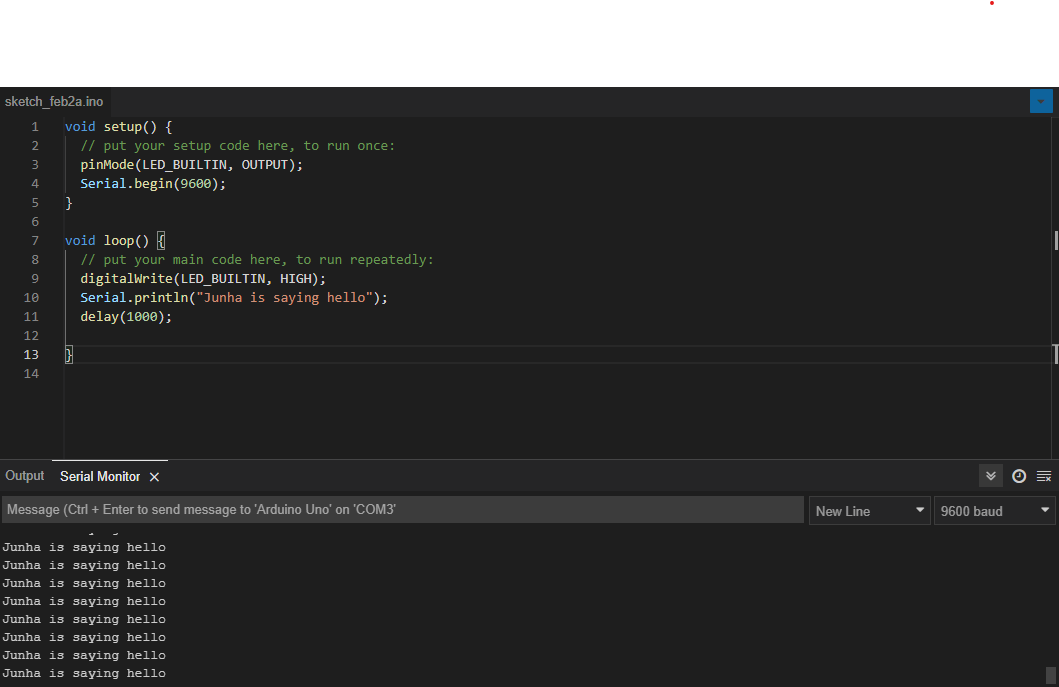 sketch_feb2a.ino
1 void setup() {
2 // put your setup code here, to run once:
3 pinMode(LED_BUILTIN, OUTPUT);
4 Serial.begin(9600);
5 }
6
7 void loop() {
8 // put your main code here, to run repeatedly:
9 digitalWrite(LED_BUILTIN, HIGH);
10 Serial.println("Junha is saying hello");
11 delay(1000);
12
13 }
14
Output Serial Monitor
Message (Ctrl + Enter to send message to 'Arduino Uno' on 'COM3' New Line 9600 baud
Junha is saying hello
Junha is saying hello
Junha is saying hello
Junha is saying hello
Junha is saying hello
Junha is saying hello
Junha is saying hello
Junha is saying hello